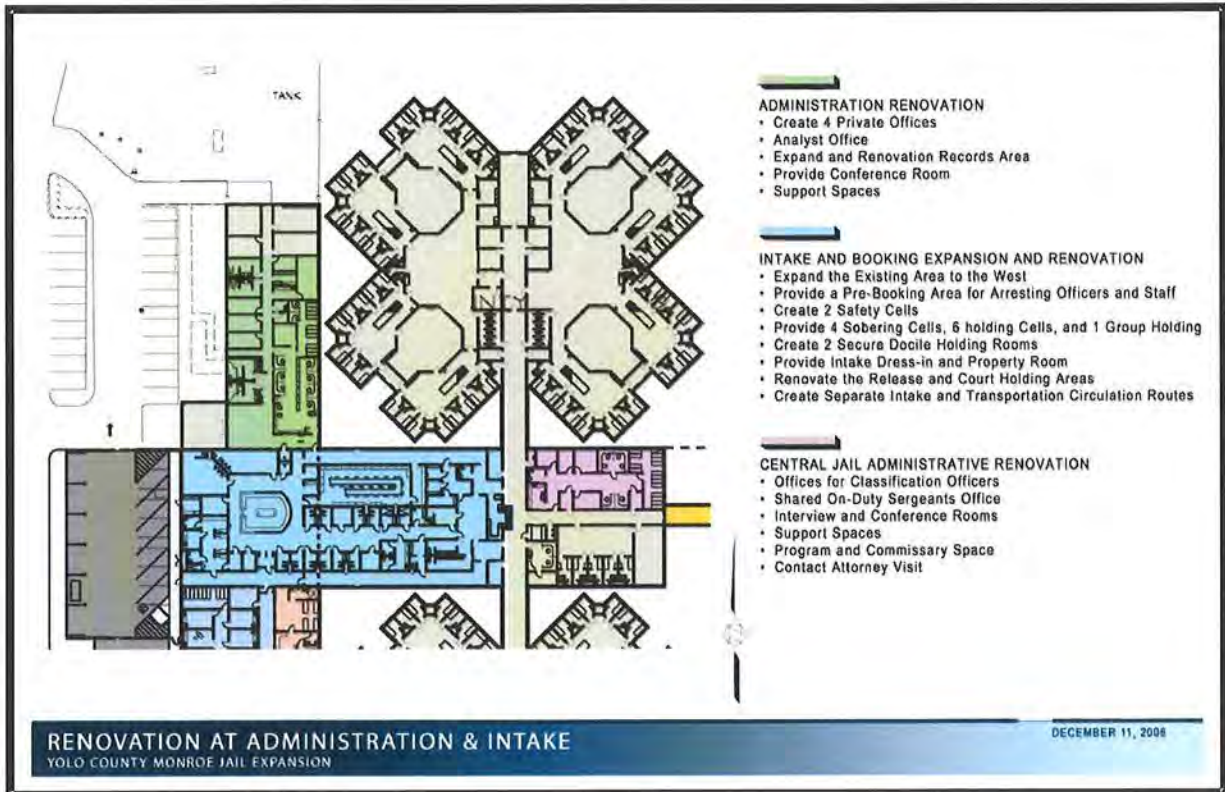 TANK
ADMINISTRATION RENOVATION
• Create 4 Private Offices
• Analyst Office
• Expand and Renovation Records Area
• Provide Conference Room
• Support Spaces
INTAKE AND BOOKING EXPANSION AND RENOVATION
• Expand the Existing Area to the West
• Provide a Pre-Booking Area for Arresting Officers and Staff
• Create 2 Safety Cells
• Provide 4 Sobering Cells, 6 holding Cells, and 1 Group Holding
• Create 2 Secure Docile Holding Rooms
• Provide Intake Dress-in and Property Room
• Renovate the Release and Court Holding Areas
• Create Separate Intake and Transportation Circulation Routes
CENTRAL JAIL ADMINISTRATIVE RENOVATION
• Offices for Classification Officers
• Shared On-Duty Sergeants Office
• Interview and Conference Rooms
• Support Spaces
• Program and Commissary Space
• Contact Attorney Visit
RENOVATION AT ADMINISTRATION & INTAKE
YOLO COUNTY MONROE JAIL EXPANSION
DECEMBER 11,